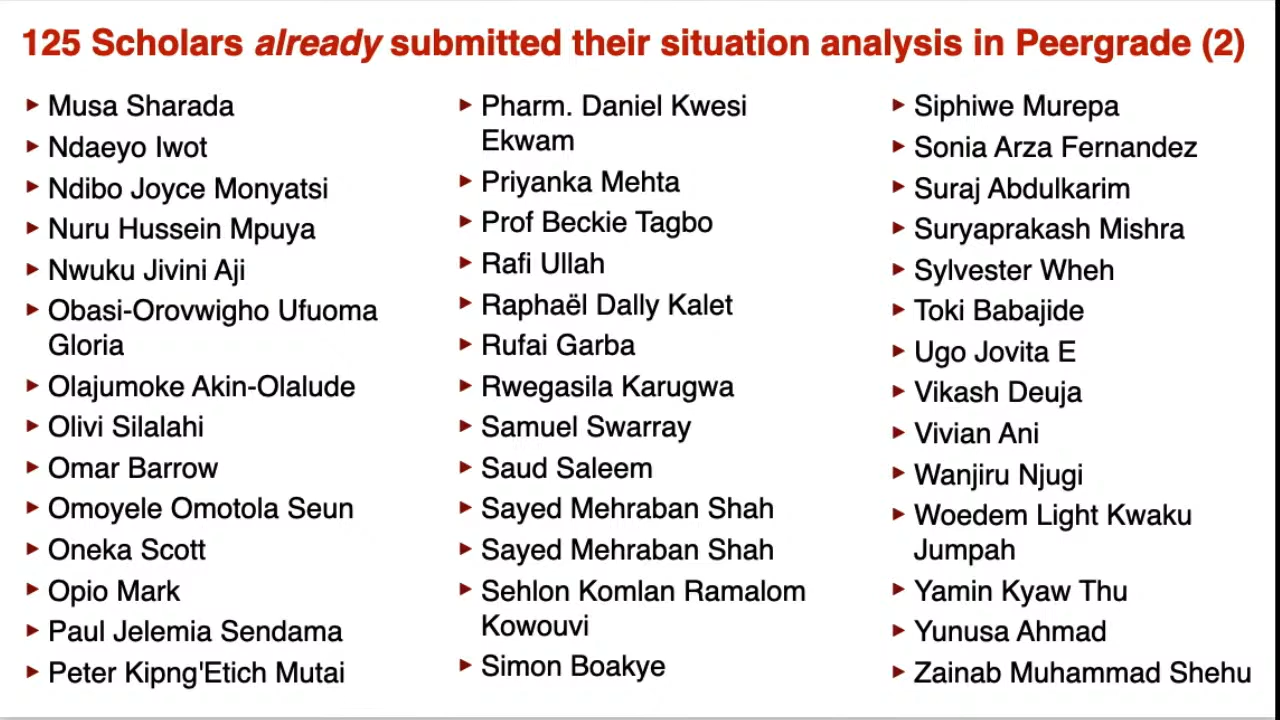 125 Scholars already submitted their situation analysis in Peergrade (2)
Musa Sharada
Ndaeyo Iwot
Ndibo Joyce Monyatsi
Nuru Hussein Mpuya
Nwuku Jivini Aji
Obasi-Orovwigho Ufuoma
Gloria
Olajumoke Akin-Olalude
Olivi Silalahi
Omar Barrow
Omoyele Omotola Seun
Oneka Scott
Opio Mark
Paul Jelemia Sendama
Peter Kipng'Etich Mutai
Pharm. Daniel Kwesi
Ekwam
Priyanka Mehta
Prof Beckie Tagbo
Rafi Ullah
Raphaël Dally Kalet
Rufai Garba
Rwegasila Karugwa
Samuel Swarray
Saud Saleem
Sayed Mehraban Shah
Sayed Mehraban Shah
Sehlon Komlan Ramalom
Kowouvi
Simon Boakye
Siphiwe Murepa
Sonia Arza Fernandez
Suraj Abdulkarim
Suryaprakash Mishra
Sylvester Wheh
Toki Babajide
Ugo Jovita E
Vikash Deuja
Vivian Ani
Wanjiru Njugi
Woedem Light Kwaku
Jumpah
Yamin Kyaw Thu
Yunusa Ahmad
Zainab Muhammad Shehu